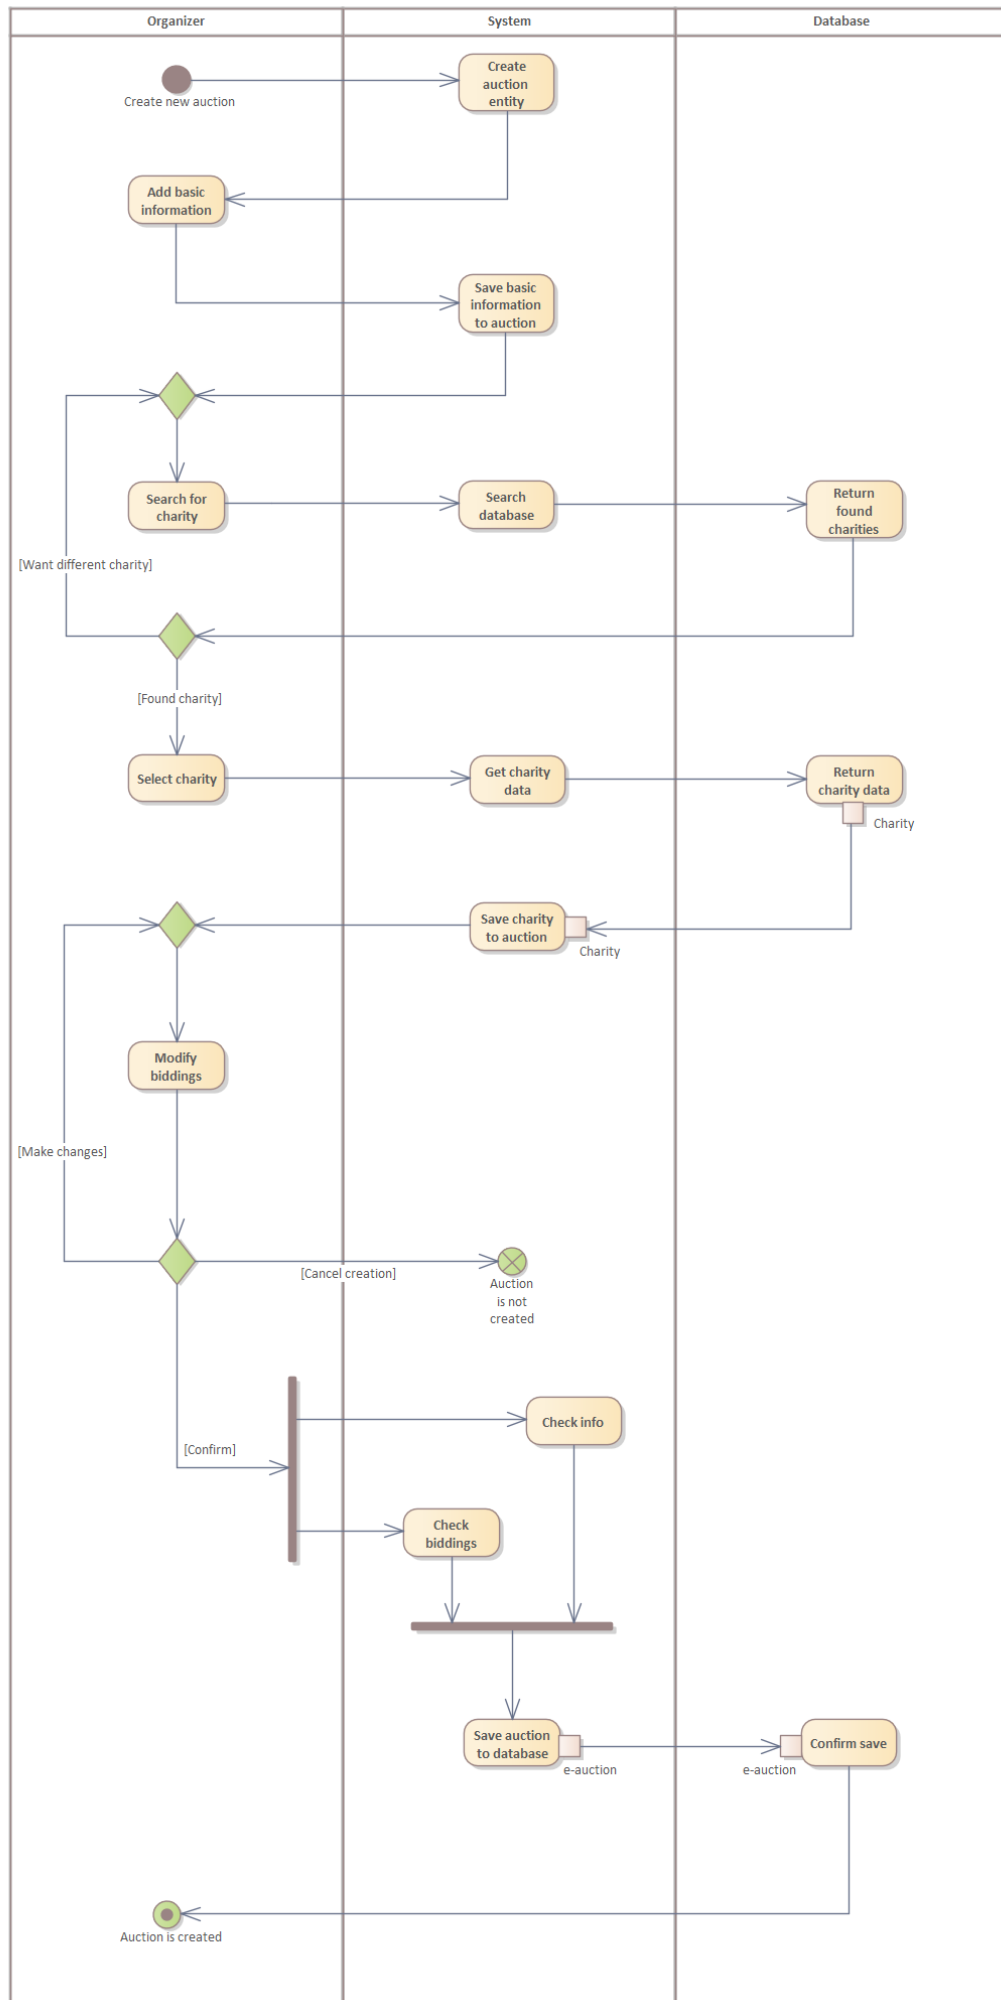 Organizer
System
Database
Create
auction
entity
Create new auction
Add basic
information
Save basic
information
to auction
Search for
charity
Search
database
Return
found
charities
[Want different charity]
[Found charity]
Select charity
Get charity
data
Return
charity data
Charity
Save charity
to auction
Charity
Modify
biddings
[Make changes]
[Cancel creation]
Auction
is not
created
Check info
[Confirm]
Check
biddings
Save auction
to database
Confirm save
e-auction
e-auction
Auction is created